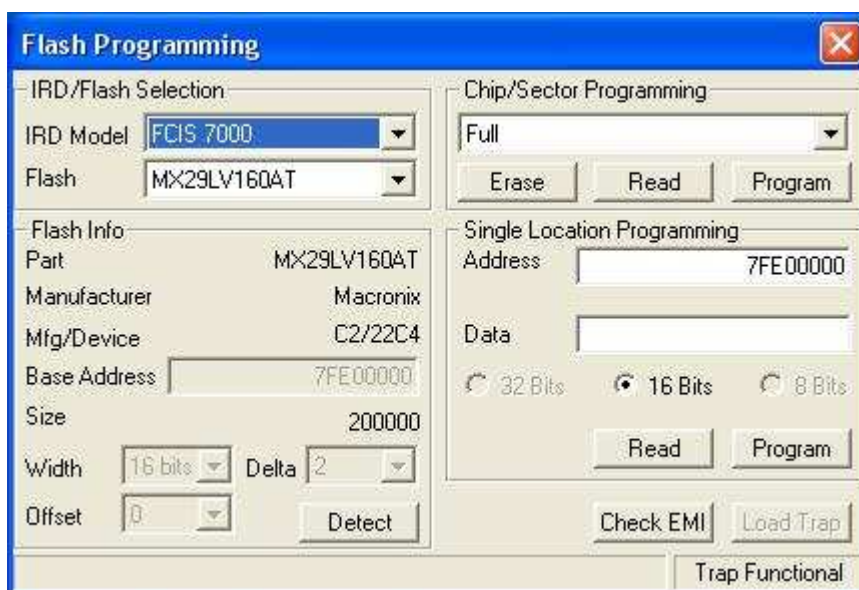 Flash Programming
IRD/Flash Selection
IRD Model FCIS 7000
Flash MX29LV160AT
Chip/Sector Programming
Full
Erase Read Program
Flash Info
Part MX29LV160AT
Manufacturer Macronix
Mfg/Device C2/22C4
Base Address 7FE00000
Size 200000
Width 16 bits Delta 2
Offset 0 Detect
Single Location Programming
Address 7FE00000
Data
32 Bits 16 Bits 8 Bits
Read Program
Check EMI Load Trap
Trap Functional